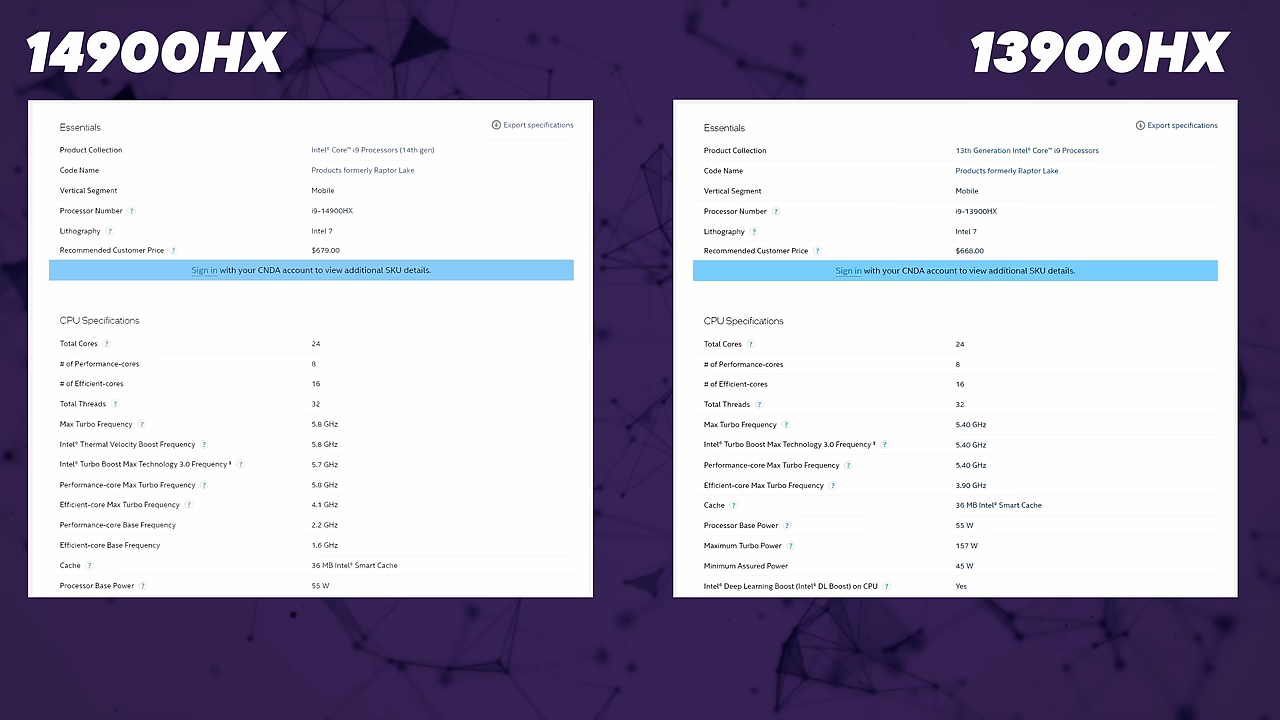 14900HX
Essentials
Export specifications
Product Collection Intel® Core™ i9 Processors (14th gen)
Code Name Products formerly Raptor Lake
Vertical Segment Mobile
Processor Number ? i9-14900HX
Lithography ? Intel 7
Recommended Customer Price ? $679.00
Sign in with your CNDA account to view additional SKU details.
CPU Specifications
Total Cores ? 24
# of Performance-cores 8
# of Efficient-cores 16
Total Threads ? 32
Max Turbo Frequency ? 5.8 GHz
Intel® Thermal Velocity Boost Frequency ? 5.8 GHz
Intel® Turbo Boost Max Technology 3.0 Frequency ‡ ? 5.7 GHz
Performance-core Max Turbo Frequency ? 5.8 GHz
Efficient-core Max Turbo Frequency ? 4.1 GHz
Performance-core Base Frequency 2.2 GHz
Efficient-core Base Frequency 1.6 GHz
Cache ? 36 MB Intel® Smart Cache
Processor Base Power ? 55 W
13900HX
Essentials
Export specifications
Product Collection 13th Generation Intel® Core™ i9 Processors
Code Name Products formerly Raptor Lake
Vertical Segment Mobile
Processor Number ? i9-13900HX
Lithography ? Intel 7
Recommended Customer Price ? $668.00
Sign in with your CNDA account to view additional SKU details.
CPU Specifications
Total Cores ? 24
# of Performance-cores 8
# of Efficient-cores 16
Total Threads ? 32
Max Turbo Frequency ? 5.40 GHz
Intel® Turbo Boost Max Technology 3.0 Frequency ‡ ? 5.40 GHz
Performance-core Max Turbo Frequency ? 5.40 GHz
Efficient-core Max Turbo Frequency ? 3.90 GHz
Cache ? 36 MB Intel® Smart Cache
Processor Base Power ? 55 W
Maximum Turbo Power ? 157 W
Minimum Assured Power 45 W
Intel® Deep Learning Boost (Intel® DL Boost) on CPU ? Yes